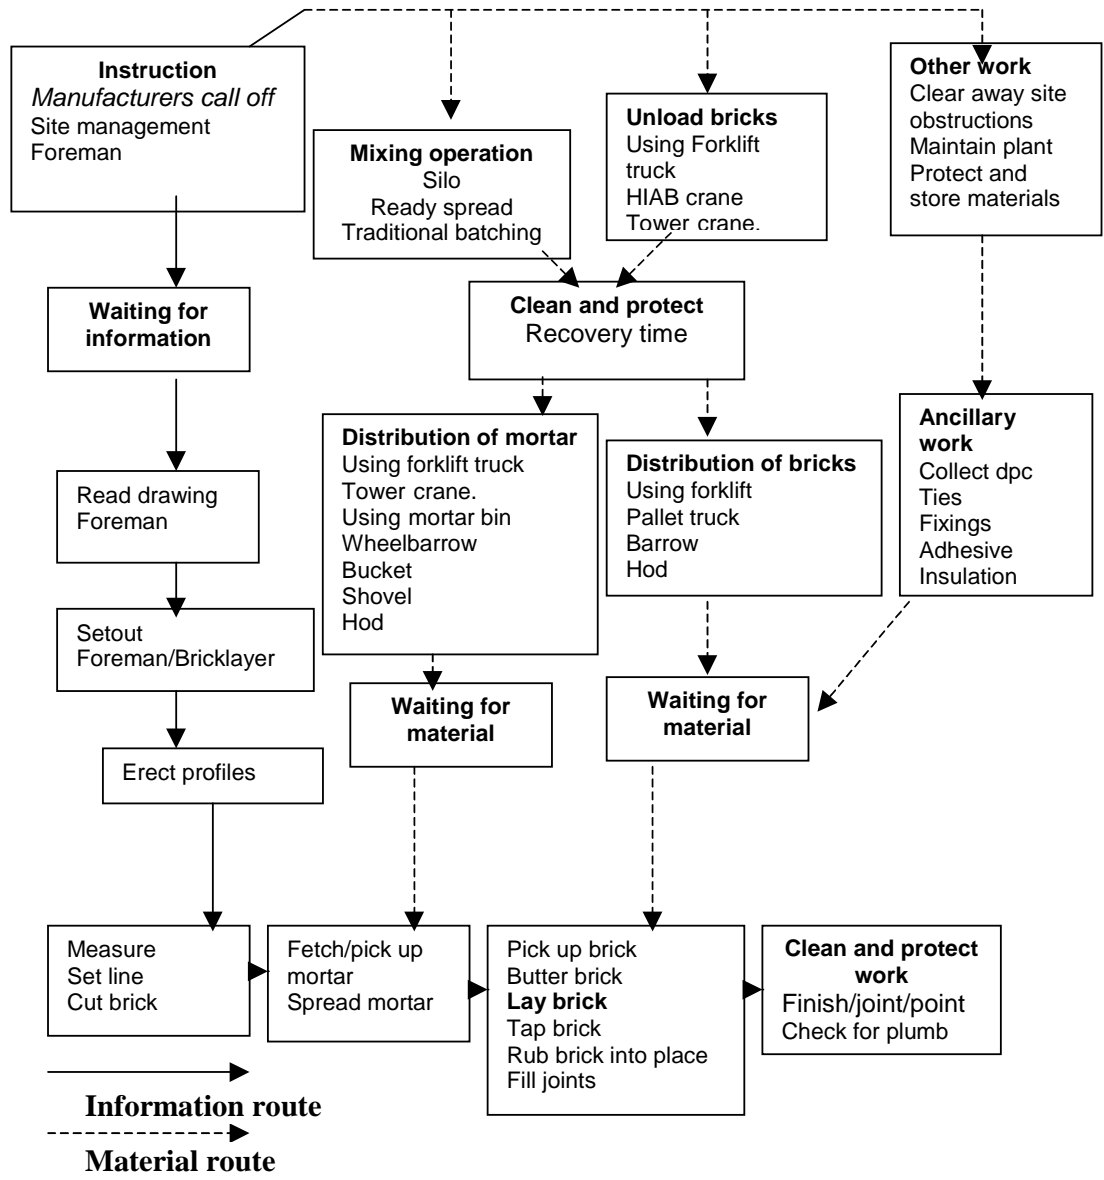 Instruction
Manufacturers call off
Site management
Foreman
Mixing operation
Silo
Ready spread
Traditional batching
Unload bricks
Using Forklift
truck
HIAB crane
Tower crane.
Other work
Clear away site
obstructions
Maintain plant
Protect and
store materials
Waiting for
information
Clean and protect
Recovery time
Read drawing
Foreman
Distribution of mortar
Using forklift truck
Tower crane.
Using mortar bin
Wheelbarrow
Bucket
Shovel
Hod
Distribution of bricks
Using forklift
Pallet truck
Barrow
Hod
Ancillary
work
Collect dpc
Ties
Fixings
Adhesive
Insulation
Setout
Foreman/Bricklayer
Waiting for
material
Waiting for
material
Erect profiles
Measure
Set line
Cut brick
Fetch/pick up
mortar
Spread mortar
Pick up brick
Butter brick
Lay brick
Tap brick
Rub brick into place
Fill joints
Clean and protect
work
Finish/joint/point
Check for plumb
Information route
Material route